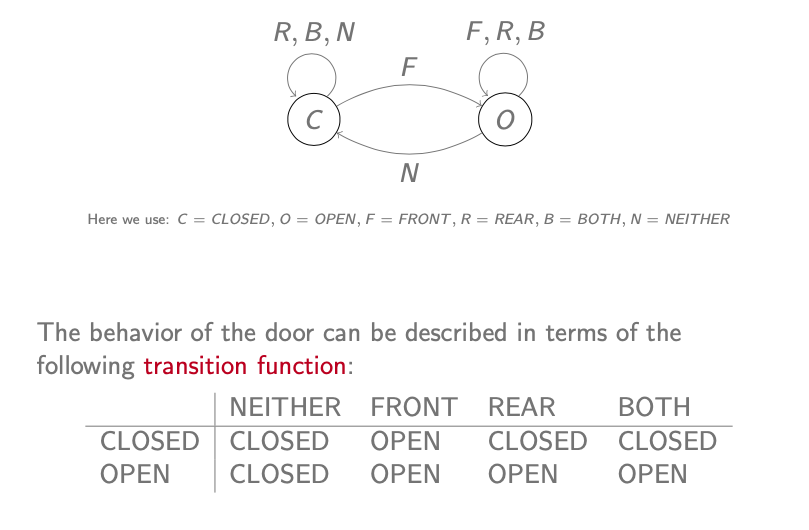 R, B, N
F, R, B
F
C
O
N
Here we use: C = CLOSED, O = OPEN, F = FRONT, R = REAR, B = BOTH, N = NEITHER
The behavior of the door can be described in terms of the
following transition function:
NEITHER FRONT REAR BOTH
CLOSED CLOSED OPEN CLOSED CLOSED
OPEN CLOSED OPEN OPEN OPEN